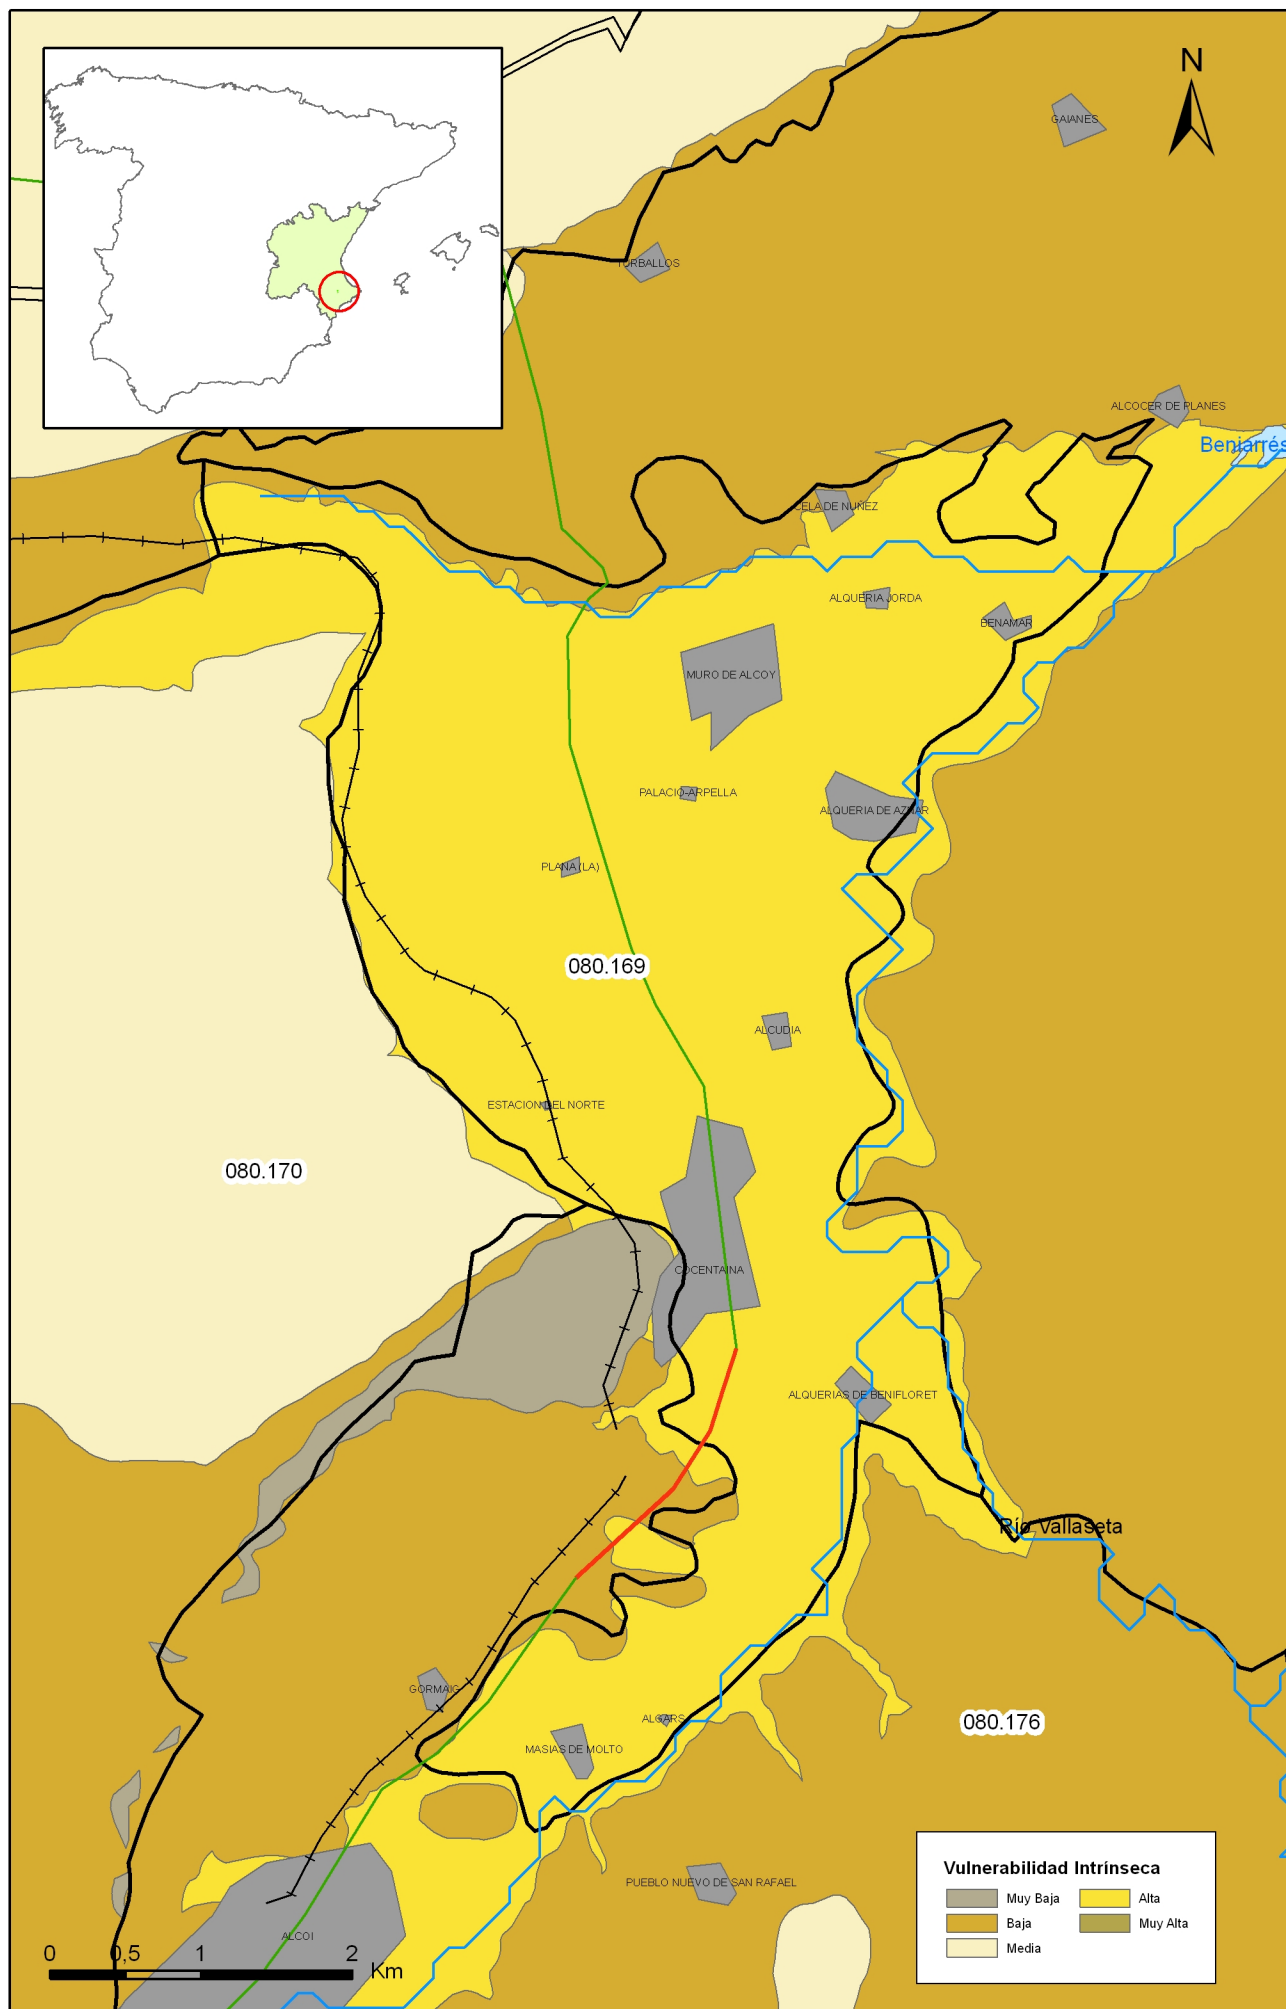 N
GAIANES
TURBALLOS
ALCOCER DE PLANES
Beniarrés
CELA DE NUÑEZ
ALQUERIA JORDA
BENAMAR
MURO DE ALCOY
PALACIO-ARPELLA
ALQUERIA DE AZNAR
PLANA (LA)
080.169
ALCUDIA
ESTACION DEL NORTE
080.170
COCENTAINA
ALQUERIAS DE BENIFLORET
Río Vallaseta
GORMAIG
ALGARS
080.176
MASIAS DE MOLTO
PUEBLO NUEVO DE SAN RAFAEL
ALCOI
0 0,5 1 2 Km
Vulnerabilidad Intrínseca
Muy Baja Alta
Baja Muy Alta
Media